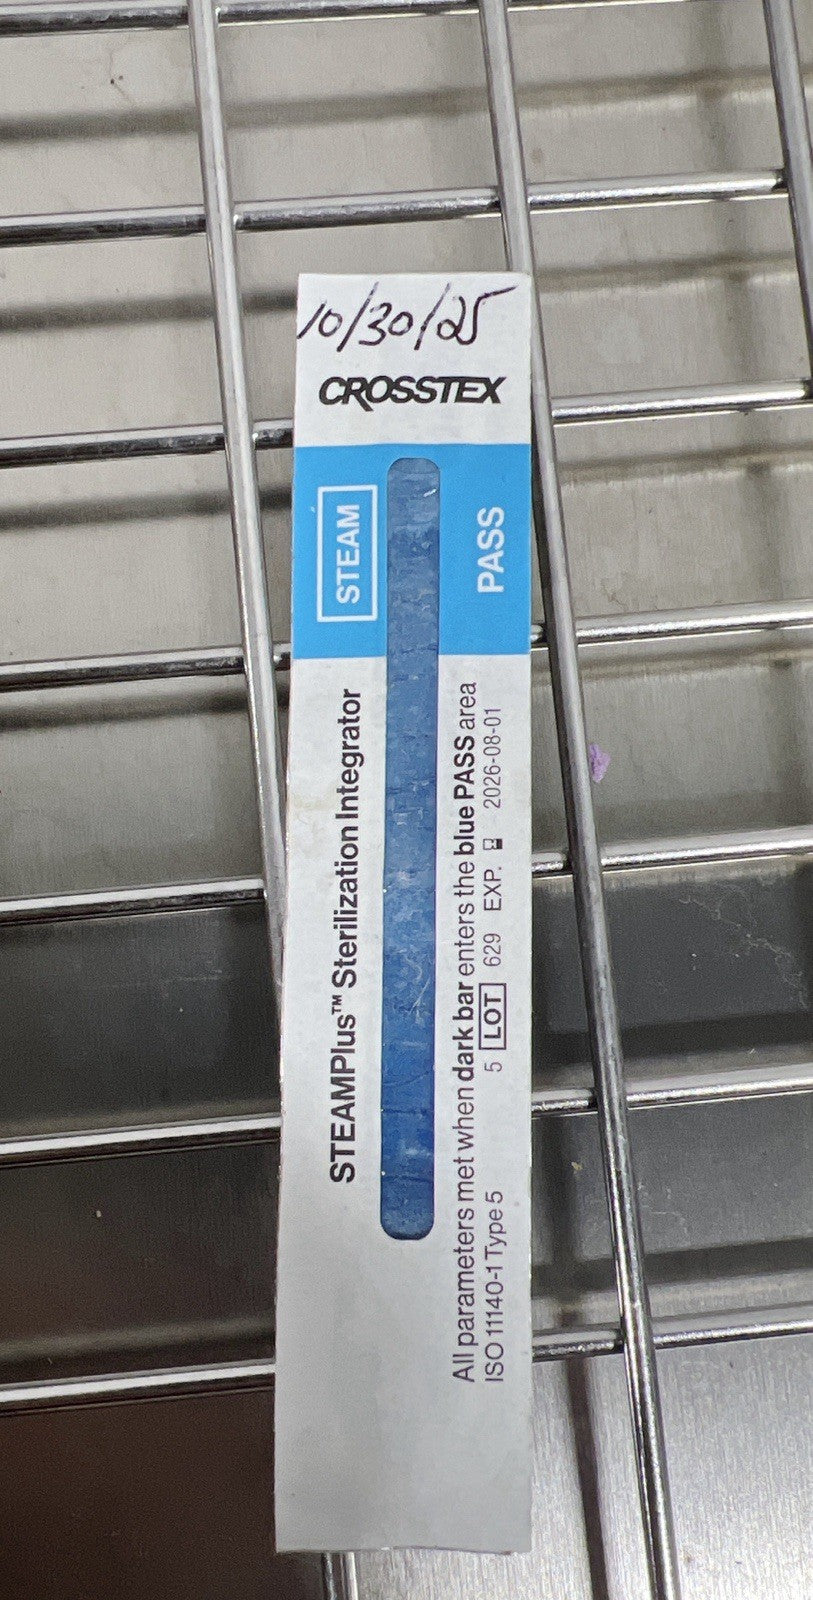 10/30/25
CROSSTEX
STEAM
PASS
STEAMPlus™ Sterilization Integrator
All parameters met when dark bar enters the blue PASS area
ISO 11140-1 Type 5
5 LOT 629 EXP. 2026-08-01